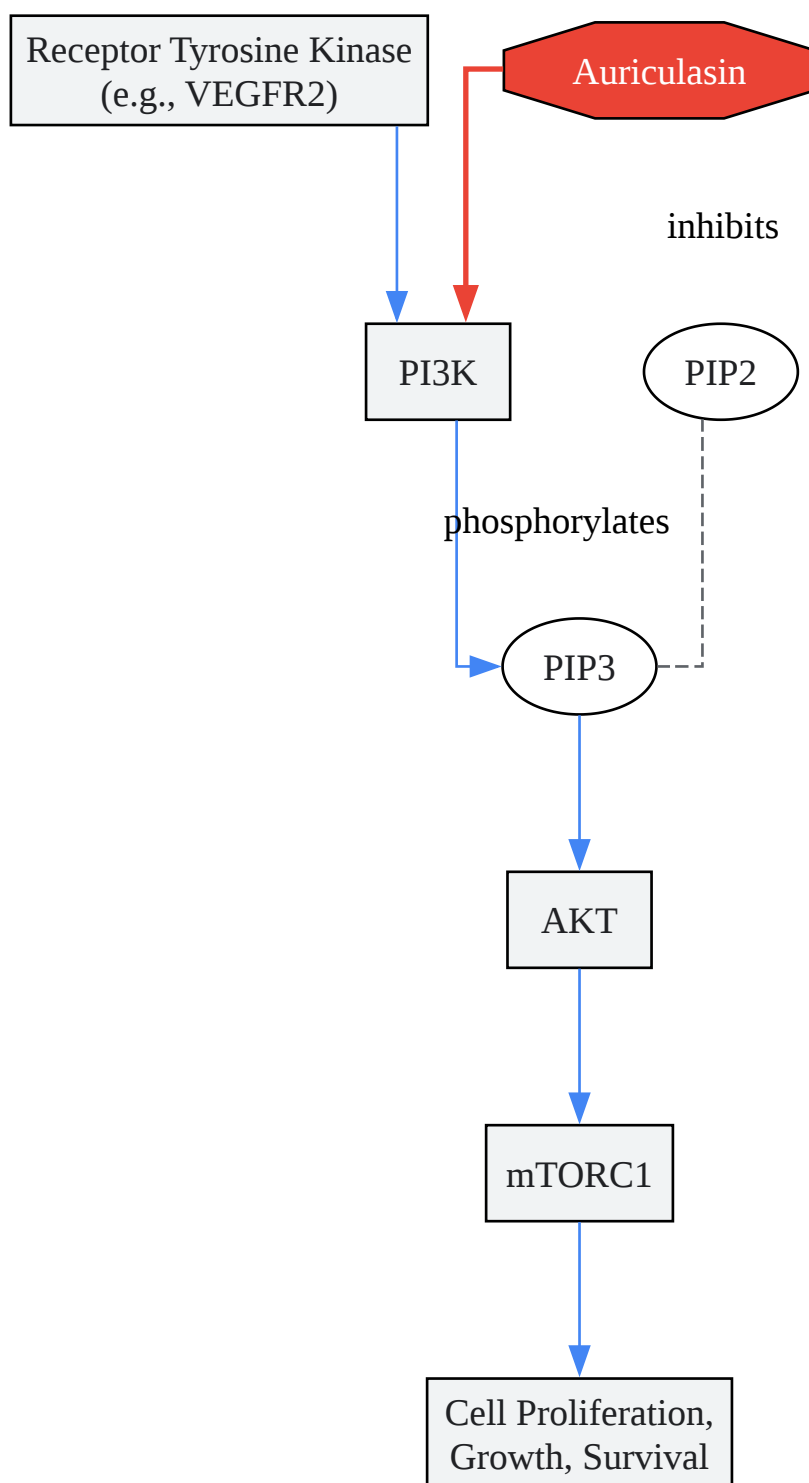 Receptor Tyrosine Kinase
(e.g., VEGFR2)
Auriculasin
inhibits
PI3K
PIP2
phosphorylates
PIP3
AKT
mTORC1
Cell Proliferation,
Growth, Survival